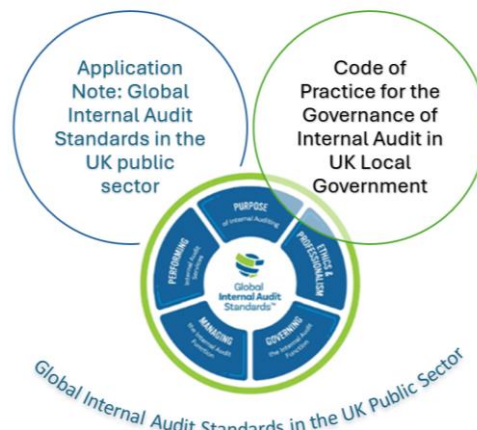 Application
Note: Global
Internal Audit
Standards in the
UK public
sector
Code of
Practice for the
Governance of
Internal Audit in
UK Local
Government
PURPOSE
of Internal Auditing
ETHICS &
PROFESSIONALISM
GOVERNING
the Internal Audit
Function
MANAGING
the Internal Audit
Function
PERFORMING
Internal Audit
Services
Global
Internal Audit
Standards™
Global Internal Audit Standards in the UK Public Sector